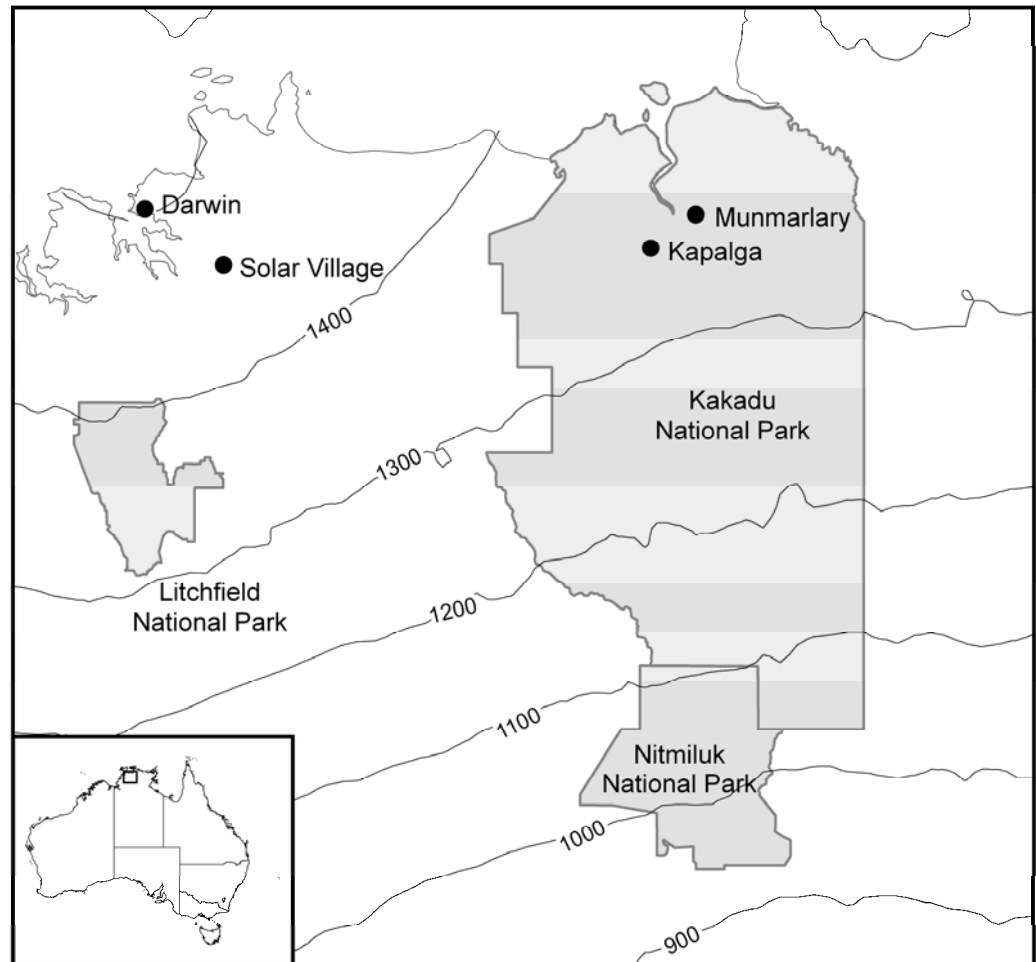 Darwin
Munmarlary
Kapalga
Solar Village
1400
Kakadu
National Park
1300
Litchfield
National Park
1200
1100
Nitmiluk
National Park
1000
900